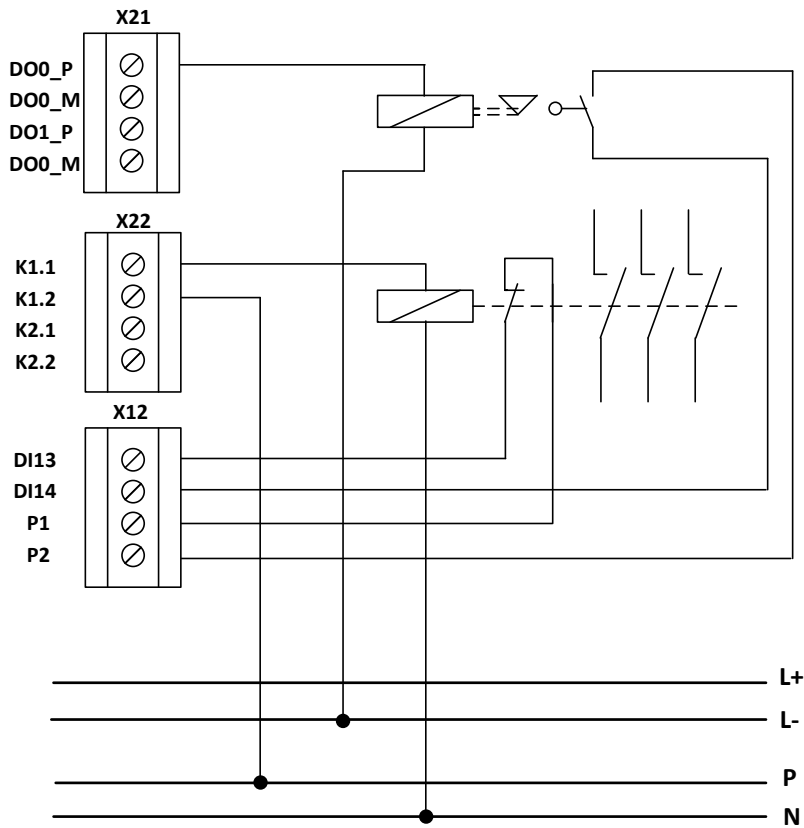 X21
DO0_P
DO0_M
DO1_P
DO0_M
X22
K1.1
K1.2
K2.1
K2.2
X12
DI13
DI14
P1
P2
L+
L-
P
N